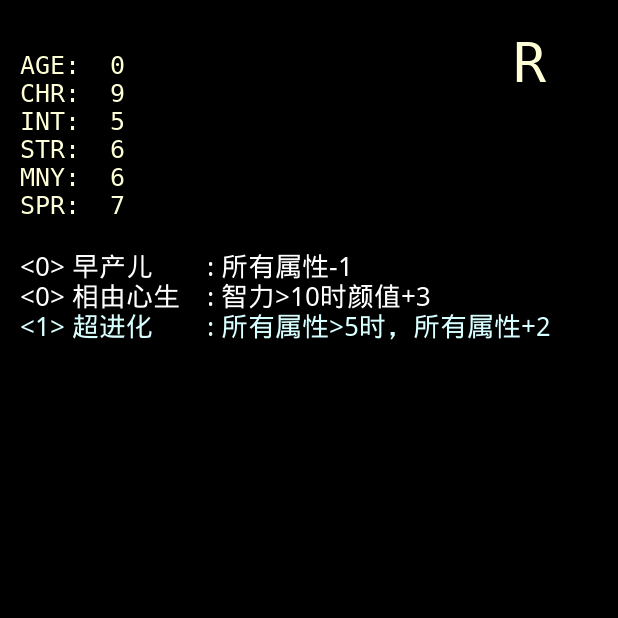 R
AGE: 0
CHR: 9
INT: 5
STR: 6
MNY: 6
SPR: 7
<0> 早产儿 : 所有属性-1
<0> 相由心生 : 智力>10时颜值+3
<1> 超进化 : 所有属性>5时，所有属性+2